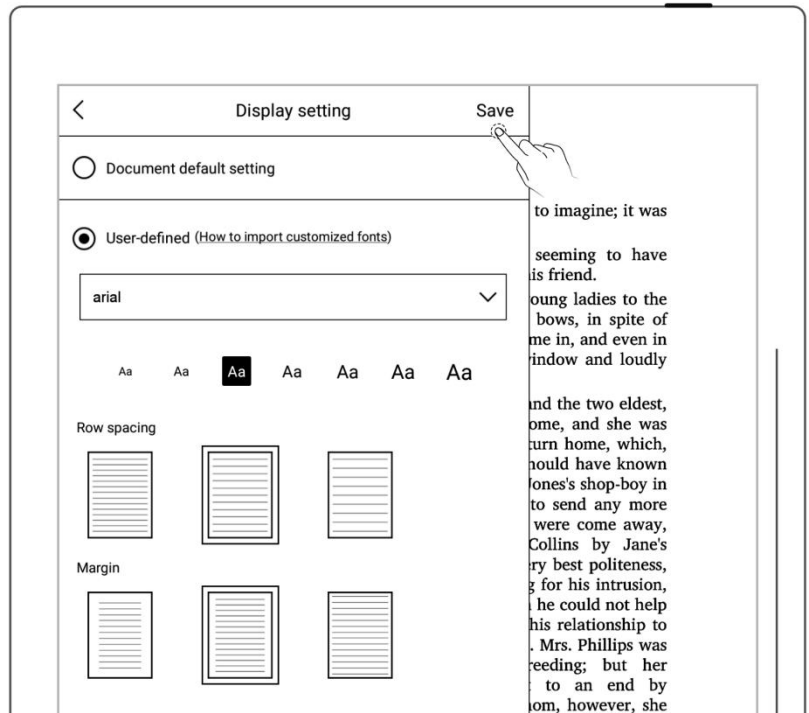 Display setting Save
Document default setting
User-defined (How to import customized fonts)
arial
Aa Aa Aa Aa Aa Aa Aa
Row spacing
Margin
to imagine; it was
seeming to have
is friend.
oung ladies to the
bows, in spite of
me in, and even in
indow and loudly
nd the two eldest,
ome, and she was
urn home, which,
hould have known
Jones's shop-boy in
to send any more
were come away,
Collins by Jane's
ry best politeness,
g for his intrusion,
he could not help
his relationship to
. Mrs. Phillips was
reeding; but her
to an end by
om, however, she